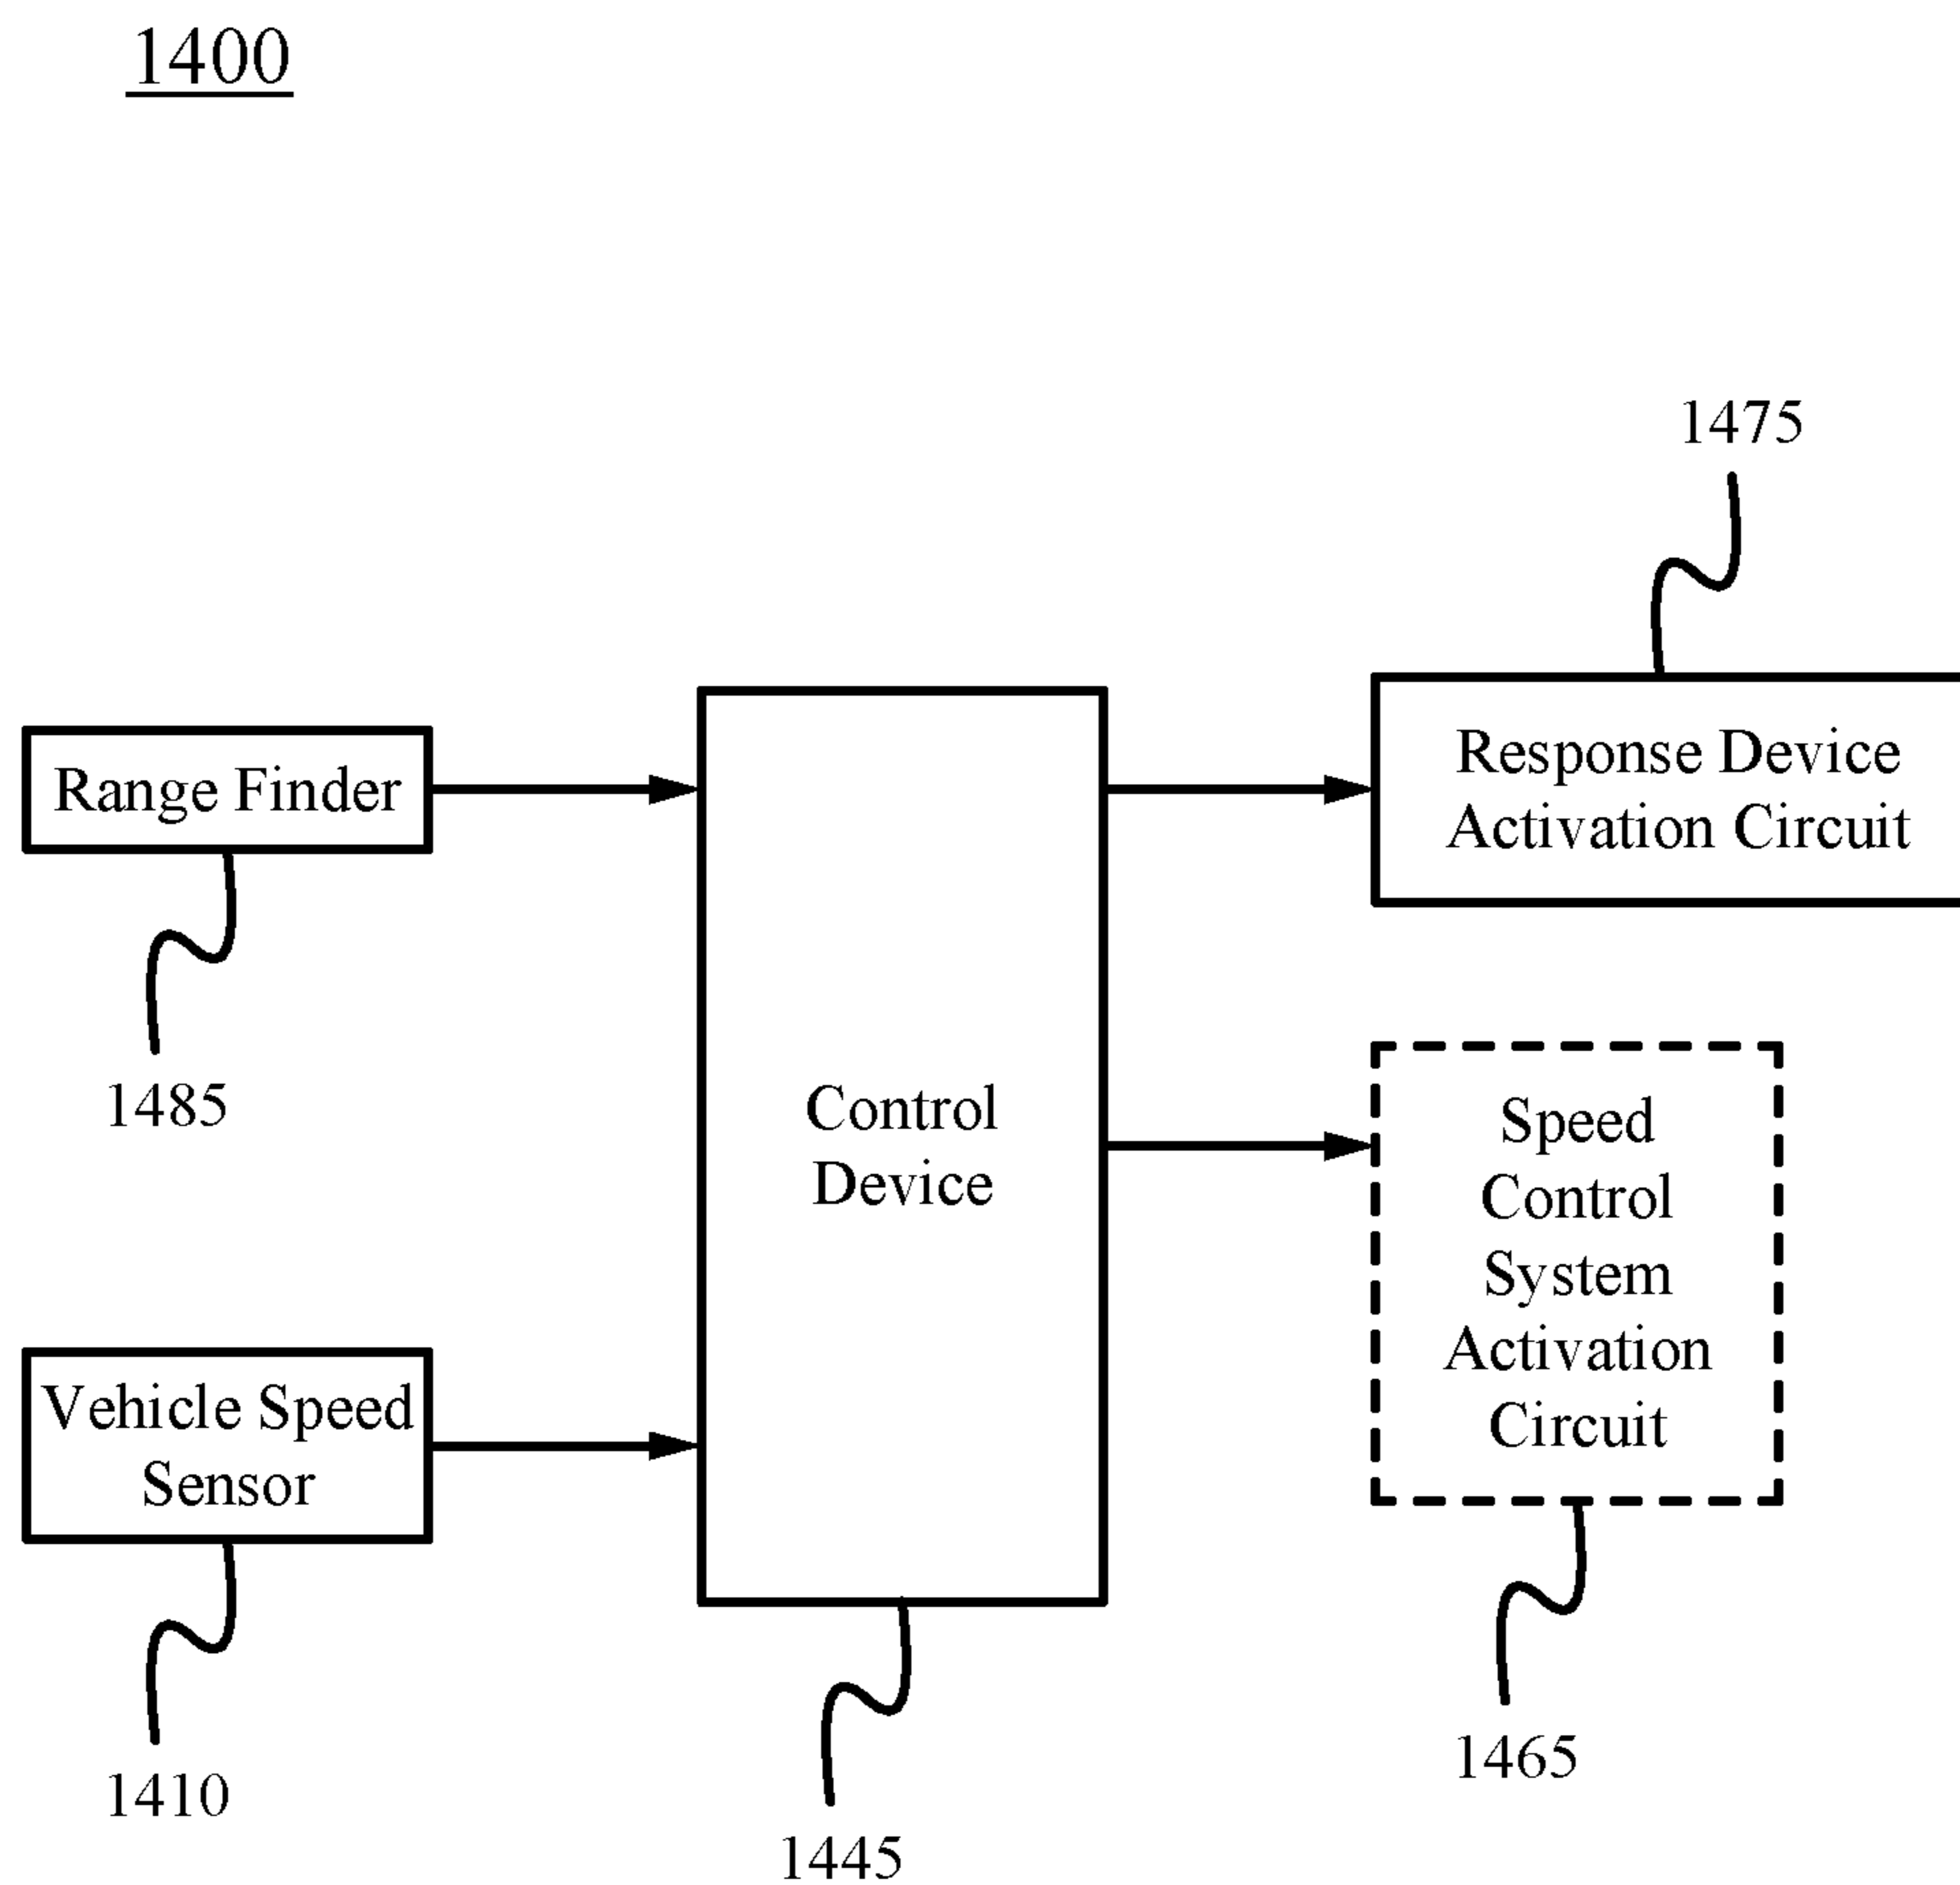 1400
1475
Response Device
Activation Circuit
Range Finder
1485
Control
Device
Speed
Control
System
Activation
Circuit
Vehicle Speed
Sensor
1410
1465
1445